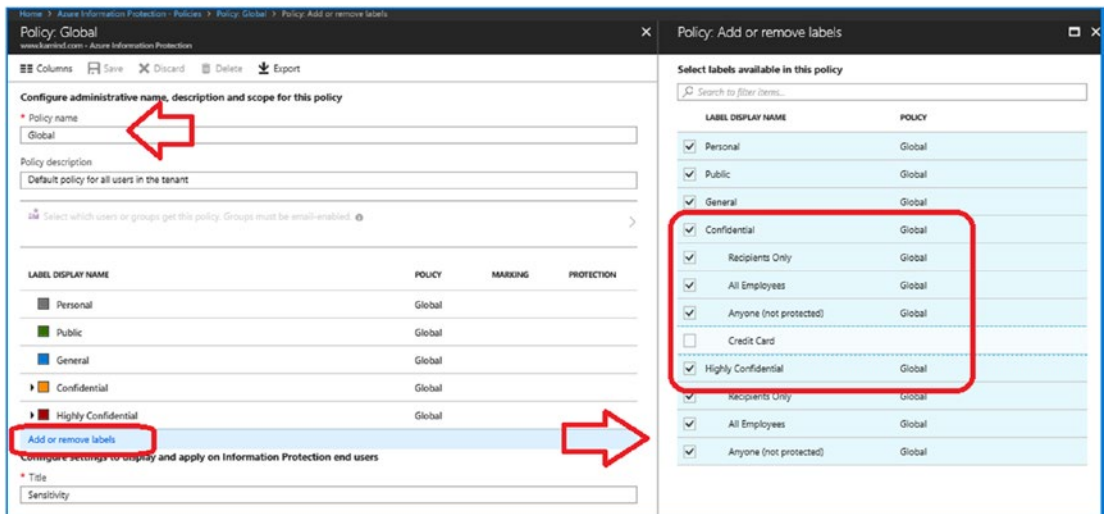 Home > Azure Information Protection - Policies > Policy: Global > Policy: Add or remove labels
Policy: Global
www.kamind.com - Azure Information Protection
Columns Save Discard Delete Export
Configure administrative name, description and scope for this policy
* Policy name
Global
Policy description
Default policy for all users in the tenant
Select which users or groups get this policy. Groups must be email-enabled.
LABEL DISPLAY NAME POLICY MARKING PROTECTION
Personal Global
Public Global
General Global
Confidential Global
Highly Confidential Global
Add or remove labels
Configure settings to display and apply on Information Protection end users
* Title
Sensitivity
Policy: Add or remove labels
Select labels available in this policy
Search to filter items...
LABEL DISPLAY NAME POLICY
Personal Global
Public Global
General Global
Confidential Global
Recipients Only Global
All Employees Global
Anyone (not protected) Global
Credit Card
Highly Confidential Global
Recipients Only Global
All Employees Global
Anyone (not protected) Global